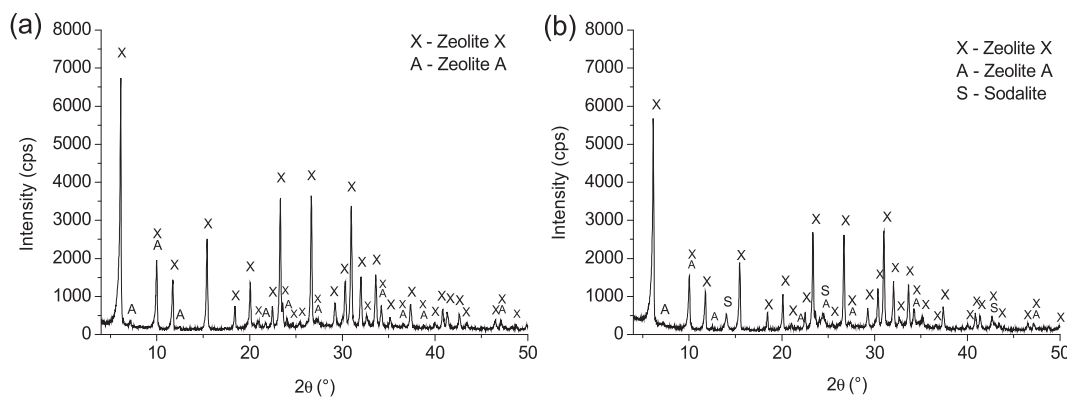 (a)
8000
7000
6000
5000
4000
3000
2000
1000
0
Intensity (cps)
X - Zeolite X
A - Zeolite A
X
A
X
A
X
A
X
X
X
X
A
X
X
X
A
X
X
X
X
A
X
X
X
X
X
X
X
A
X
X
A
X
X
A
X
X
X
X
X
X
X
A
X
10
20
30
40
50
2θ (°)
(b)
8000
7000
6000
5000
4000
3000
2000
1000
0
Intensity (cps)
X - Zeolite X
A - Zeolite A
S - Sodalite
X
A
X
A
X
A
S
X
X
X
X
A
X
X
S
A
X
X
X
A
X
X
X
X
X
X
X
A
X
X
X
X
X
X
S
X
X
X
A
X
10
20
30
40
50
2θ (°)